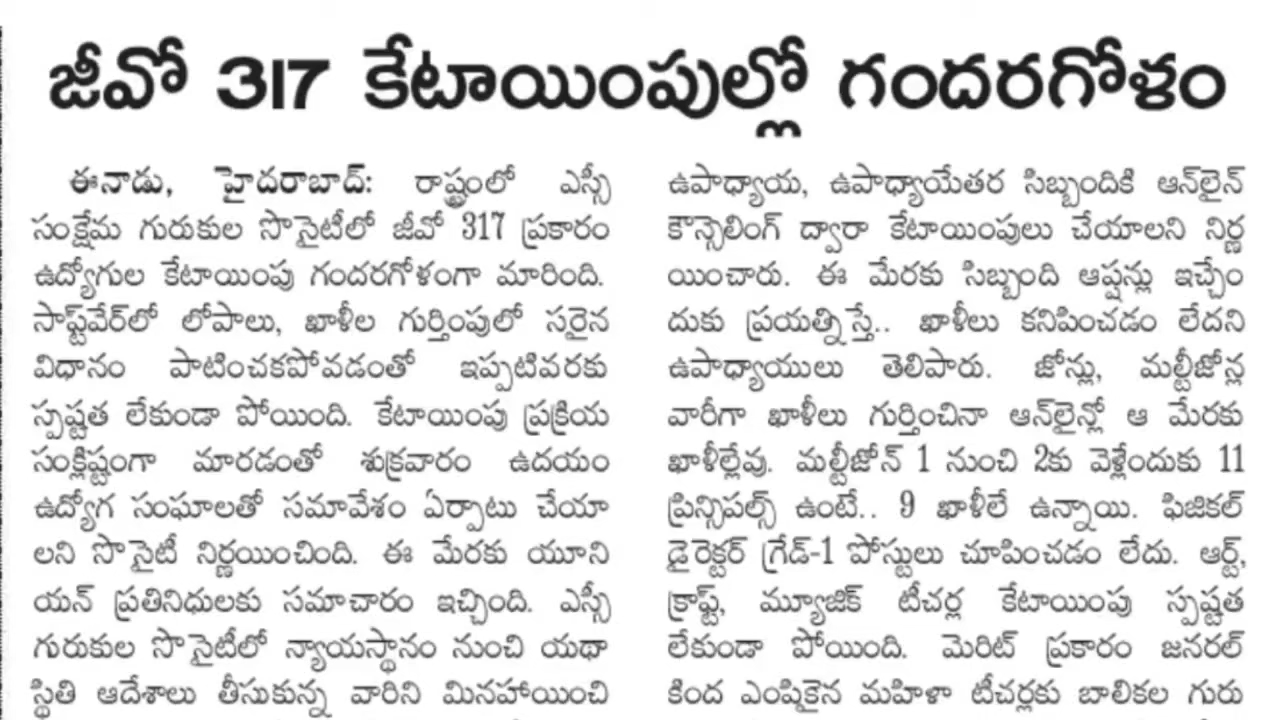 జీవో 317 కేటాయింపుల్లో గందరగోళం
ఈనాడు, హైదరాబాద్: రాష్ట్రంలో ఎస్సీ
సంక్షేమ గురుకుల సొసైటీలో జీవో 317 ప్రకారం
ఉద్యోగుల కేటాయింపు గందరగోళంగా మారింది.
సాఫ్ట్‌వేర్‌లో లోపాలు, ఖాళీల గుర్తింపులో సరైన
విధానం పాటించకపోవడంతో ఇప్పటివరకు
స్పష్టత లేకుండా పోయింది. కేటాయింపు ప్రక్రియ
సంక్లిష్టంగా మారడంతో శుక్రవారం ఉదయం
ఉద్యోగ సంఘాలతో సమావేశం ఏర్పాటు చేయా
లని సొసైటీ నిర్ణయించింది. ఈ మేరకు యూని
యన్ ప్రతినిధులకు సమాచారం ఇచ్చింది. ఎస్సీ
గురుకుల సొసైటీలో న్యాయస్థానం నుంచి యథా
స్థితి ఆదేశాలు తీసుకున్న వారిని మినహాయించి
ఉపాధ్యాయ, ఉపాధ్యాయేతర సిబ్బందికి ఆన్‌లైన్
కౌన్సెలింగ్ ద్వారా కేటాయింపులు చేయాలని నిర్ణ
యించారు. ఈ మేరకు సిబ్బంది ఆప్షన్లు ఇచ్చేం
దుకు ప్రయత్నిస్తే.. ఖాళీలు కనిపించడం లేదని
ఉపాధ్యాయులు తెలిపారు. జోన్లు, మల్టీజోన్ల
వారీగా ఖాళీలు గుర్తించినా ఆన్‌లైన్లో ఆ మేరకు
ఖాళీల్లేవు. మల్టీజోన్ 1 నుంచి 2కు వెళ్లేందుకు 11
ప్రిన్సిపల్స్ ఉంటే.. 9 ఖాళీలే ఉన్నాయి. ఫిజికల్
డైరెక్టర్ గ్రేడ్-1 పోస్టులు చూపించడం లేదు. ఆర్ట్,
క్రాఫ్ట్, మ్యూజిక్ టీచర్ల కేటాయింపు స్పష్టత
లేకుండా పోయింది. మెరిట్ ప్రకారం జనరల్
కింద ఎంపికైన మహిళా టీచర్లకు బాలికల గురు